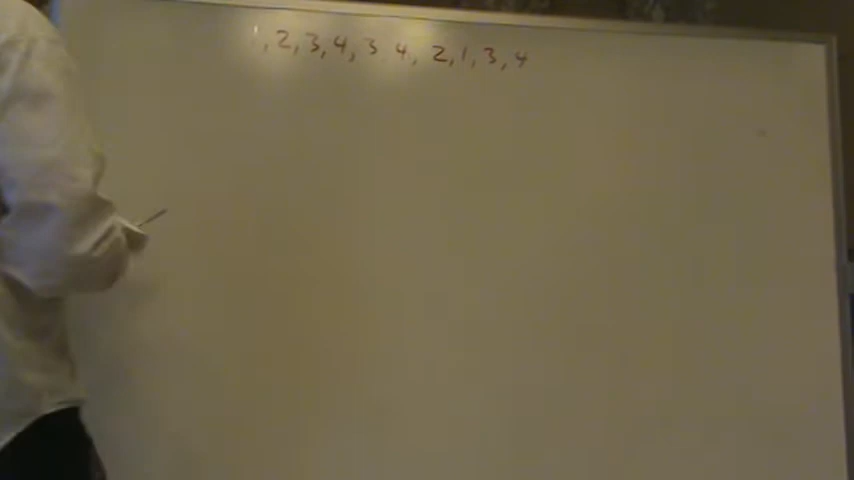 1, 2, 3, 4, 3 4, 2, 1, 3, 4